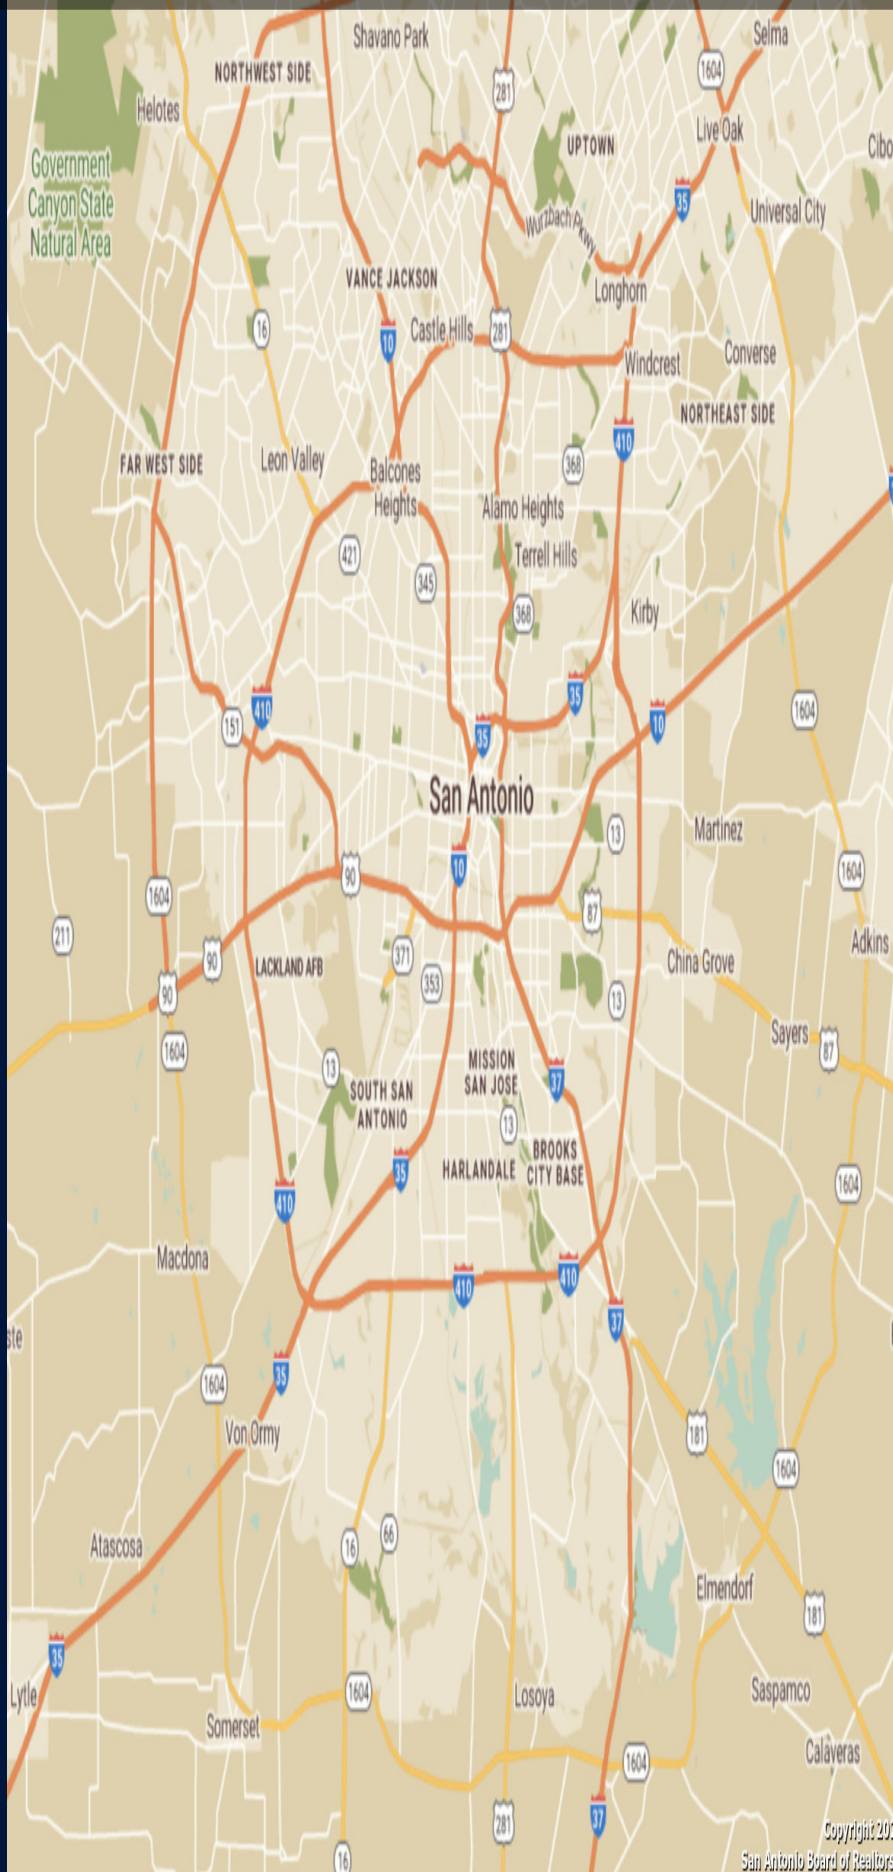 Shavano Park
Selma
NORTHWEST SIDE
1604
281
Helotes
Live Oak
UPTOWN
Government
Canyon State
Natural Area
35
Universal City
Wurzbach Pkwy
VANCE JACKSON
Longhorn
16
10
Castle Hills
281
Windcrest
Converse
NORTHEAST SIDE
410
FAR WEST SIDE
Leon Valley
368
Balcones
Heights
Alamo Heights
421
Terrell Hills
345
368
Kirby
410
35
151
35
10
1604
San Antonio
13
Martinez
90
10
1604
1604
211
87
90
LACKLAND AFB
371
353
China Grove
Adkins
90
13
1604
Sayers
87
13
MISSION
SAN JOSE
37
SOUTH SAN
ANTONIO
13
BROOKS
CITY BASE
35
HARLANDALE
410
1604
Macdona
410
410
37
35
1604
Von Ormy
181
1604
Atascosa
16
66
Elmendorf
181
35
Lytle
1604
Losoya
Saspamco
Somerset
Calaveras
1604
281
37
16
San Antonio Board of Realtors